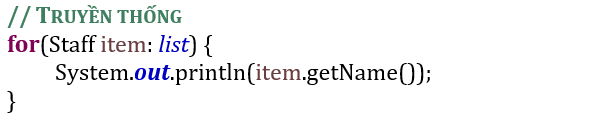 // TRUYỀN THỐNG
for(Staff item: list) {
System.out.println(item.getName());
}